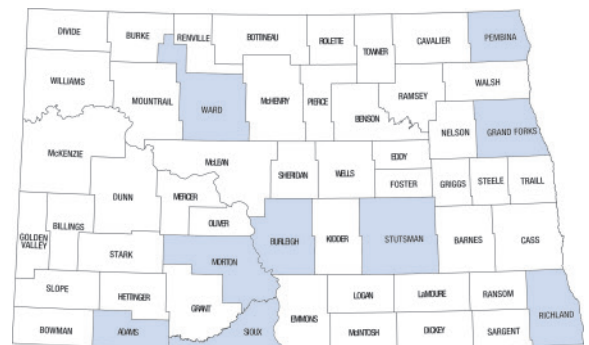 DIVIDE
BURKE
RENVILLE
BOTTINEAU
ROLETTE
TOWNER
CAVALIER
PEMBINA
WILLIAMS
MOUNTRAIL
WARD
McHENRY
PIERCE
BENSON
RAMSEY
WALSH
NELSON
GRAND FORKS
McKENZIE
McLEAN
SHERIDAN
WELLS
EDDY
FOSTER
GRIGGS
STEELE
TRAILL
DUNN
MERCER
OLIVER
GOLDEN
VALLEY
BILLINGS
STARK
MORTON
BURLEIGH
KIDDER
STUTSMAN
BARNES
CASS
SLOPE
HETTINGER
GRANT
EMMONS
LOGAN
LaMOURE
RANSOM
RICHLAND
BOWMAN
ADAMS
SIOUX
McINTOSH
DICKEY
SARGENT